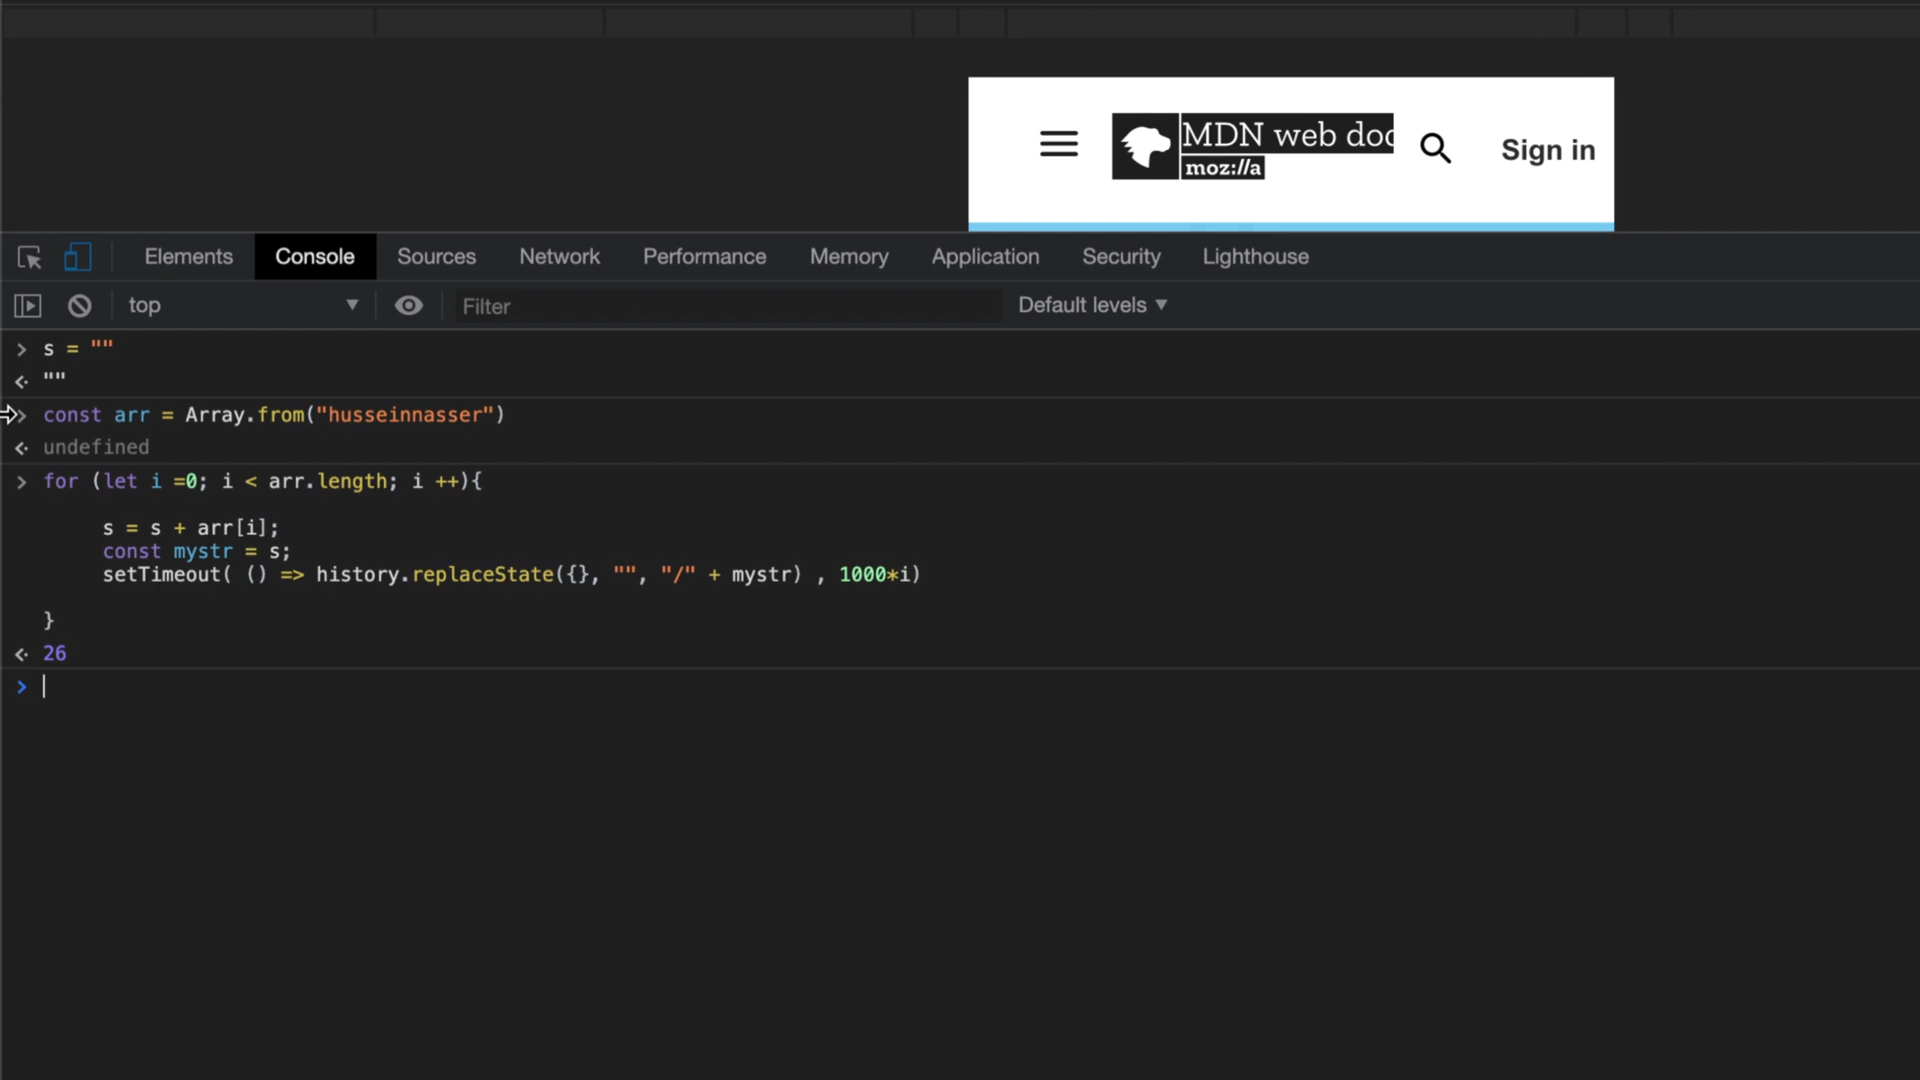 MDN web doc
moz://a
Sign in
Elements Console Sources Network Performance Memory Application Security Lighthouse
top Filter Default levels
s = ""
""
const arr = Array.from("husseinnasser")
undefined
for (let i =0; i < arr.length; i ++){
s = s + arr[i];
const mystr = s;
setTimeout( () => history.replaceState({}, "", "/" + mystr) , 1000*i)
}
26